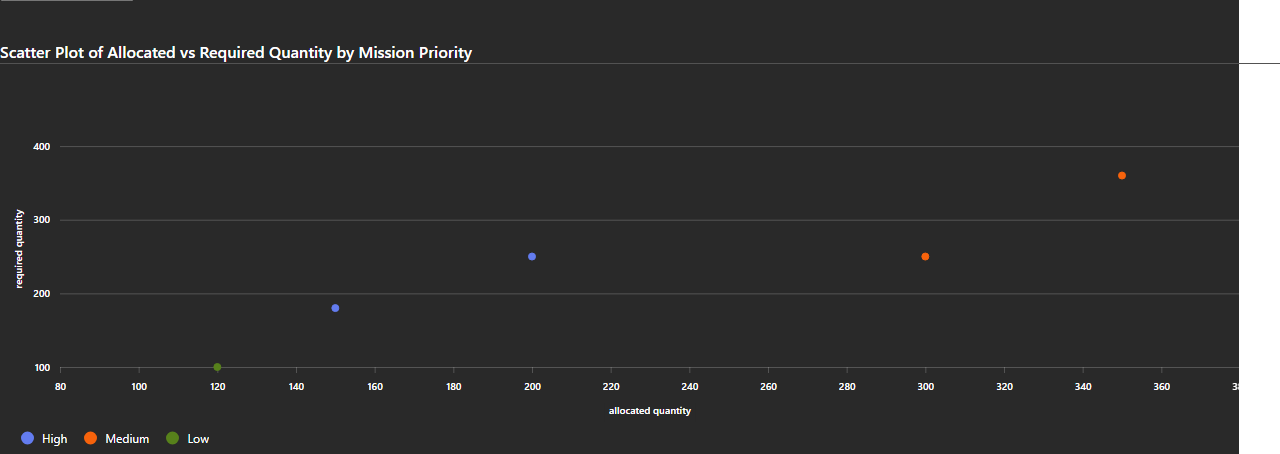 Scatter Plot of Allocated vs Required Quantity by Mission Priority
400
300
200
100
required quantity
80 100 120 140 160 180 200 220 240 260 280 300 320 340 360
allocated quantity
High Medium Low